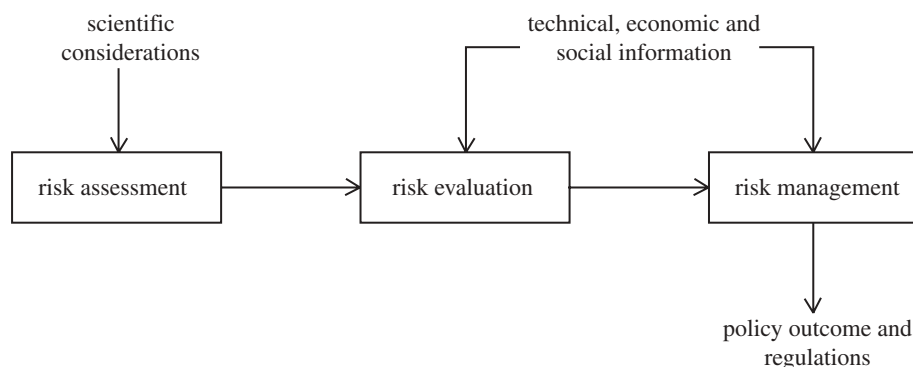 scientific
considerations
technical, economic and
social information
risk assessment
risk evaluation
risk management
policy outcome and
regulations